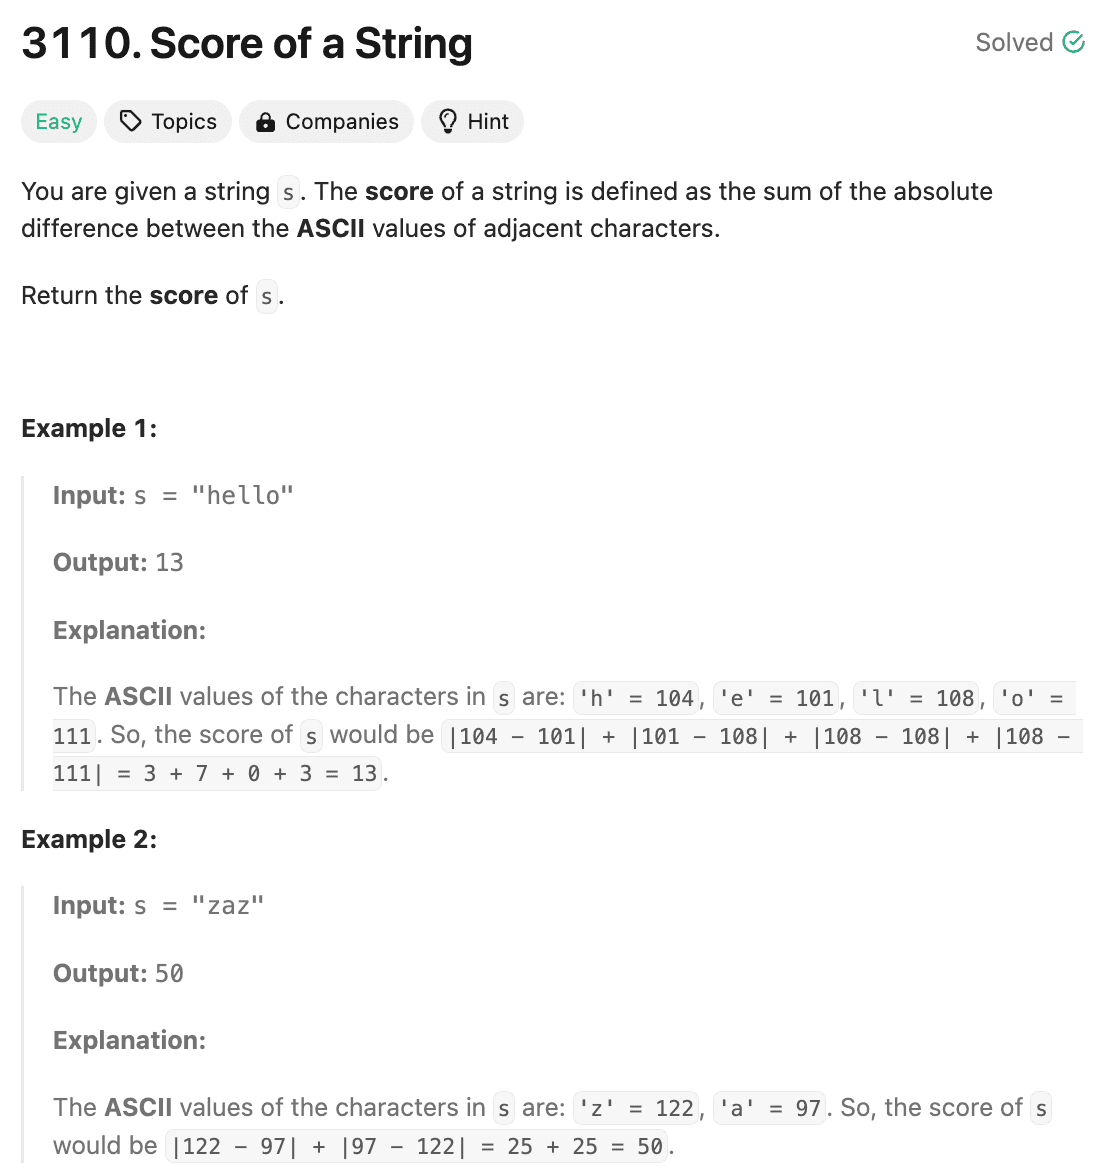 3110. Score of a String
Solved
Easy
Topics
Companies
Hint
You are given a string s. The score of a string is defined as the sum of the absolute
difference between the ASCII values of adjacent characters.
Return the score of s.
Example 1:
Input: s = "hello"
Output: 13
Explanation:
The ASCII values of the characters in s are: 'h' = 104, 'e' = 101, 'l' = 108, 'o' =
111. So, the score of s would be |104 - 101| + |101 - 108| + |108 - 108| + |108 -
111| = 3 + 7 + 0 + 3 = 13.
Example 2:
Input: s = "zaz"
Output: 50
Explanation:
The ASCII values of the characters in s are: 'z' = 122, 'a' = 97. So, the score of s
would be |122 - 97| + |97 - 122| = 25 + 25 = 50.